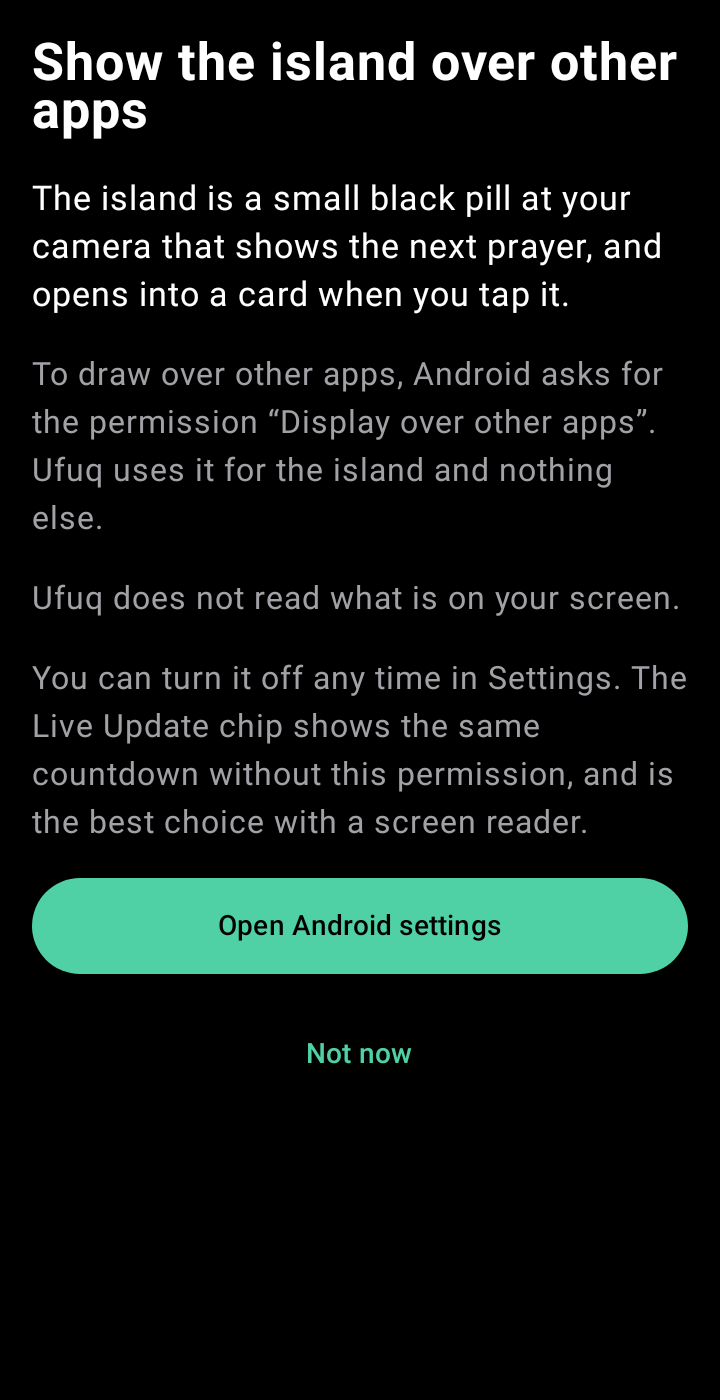 Show the island over other
apps
The island is a small black pill at your
camera that shows the next prayer, and
opens into a card when you tap it.
To draw over other apps, Android asks for
the permission “Display over other apps”.
Ufuq uses it for the island and nothing
else.
Ufuq does not read what is on your screen.
You can turn it off any time in Settings. The
Live Update chip shows the same
countdown without this permission, and is
the best choice with a screen reader.
Open Android settings
Not now